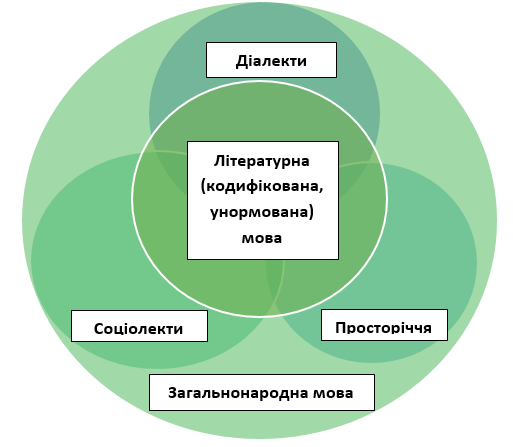 Діалекти
Літературна
(кодифікована,
унормована)
мова
Соціолекти
Просторіччя
Загальнонародна мова